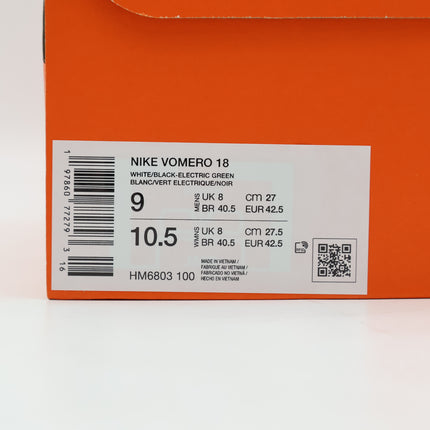 NIKE VOMERO 18
WHITE/BLACK-ELECTRIC GREEN
BLANC/VERT ELECTRIQUE/NOIR
9 MENS UK 8 cm 27
BR 40.5 EUR 42.5
10.5 WMNS UK 8 cm 27.5
BR 40.5 EUR 42.5
HM6803 100
MADE IN VIETNAM /
FABRIQUÉ AU VIETNAM /
FABRICADO NO VIETNA /
HECHO EN VIETNAM
1 97860 77279 3 16